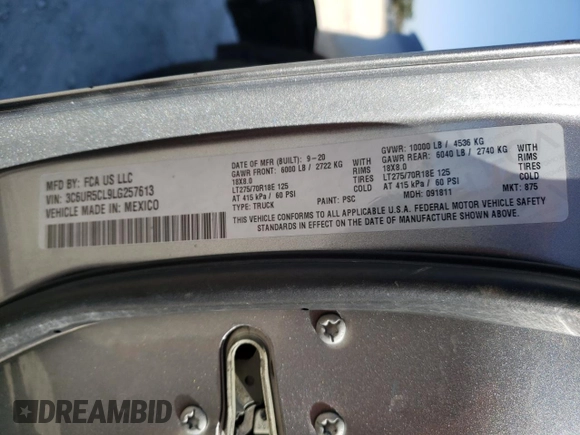 MFD BY: FCA US LLC
VIN: 3C6UR5CL9LG257613
VEHICLE MADE IN: MEXICO
DATE OF MFR (BUILT): 9-20
GAWR FRONT: 6000 LB / 2722 KG WITH
18X8.0 RIMS
LT275/70R18E 125 TIRES
AT 415 kPa / 60 PSI COLD
TYPE: TRUCK PAINT: PSC
GVWR: 10000 LB / 4536 KG
GAWR REAR: 6040 LB / 2740 KG WITH
18X8.0 RIMS
LT275/70R18E 125 TIRES
AT 415 kPa / 60 PSI COLD
MDH: 091811 MKT: 875
THIS VEHICLE CONFORMS TO ALL APPLICABLE U.S.A. FEDERAL MOTOR VEHICLE SAFETY
STANDARDS IN EFFECT ON THE DATE OF MANUFACTURE SHOWN ABOVE.
DREAMBID